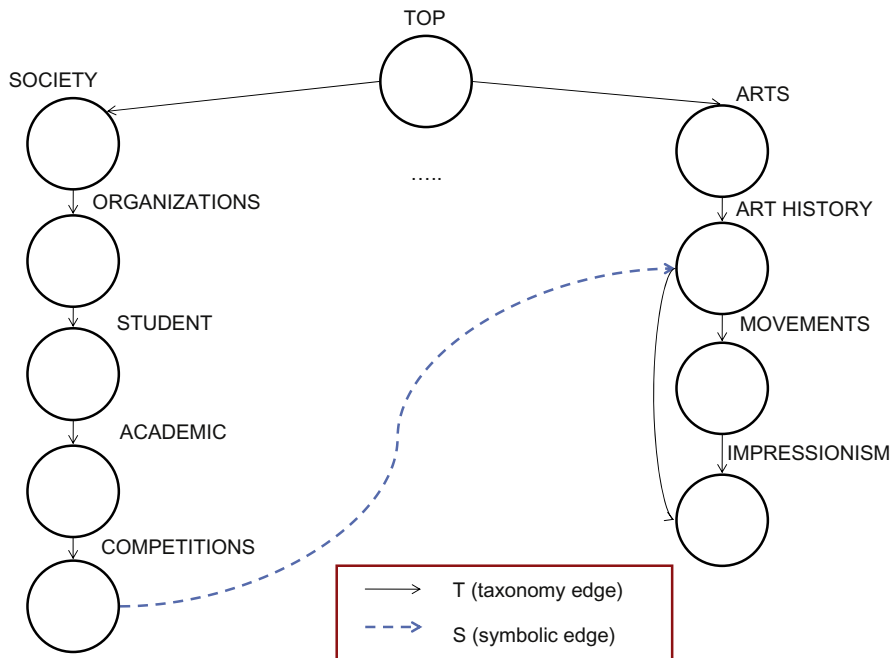 TOP
SOCIETY
ARTS
.....
ORGANIZATIONS
ART HISTORY
STUDENT
MOVEMENTS
ACADEMIC
IMPRESSIONISM
COMPETITIONS
T (taxonomy edge)
S (symbolic edge)